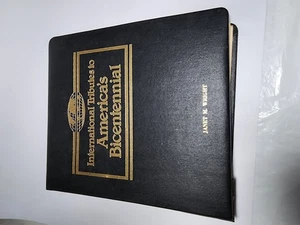 International Tributes to
America's
Bicentennial
JANET M. WRIGHT